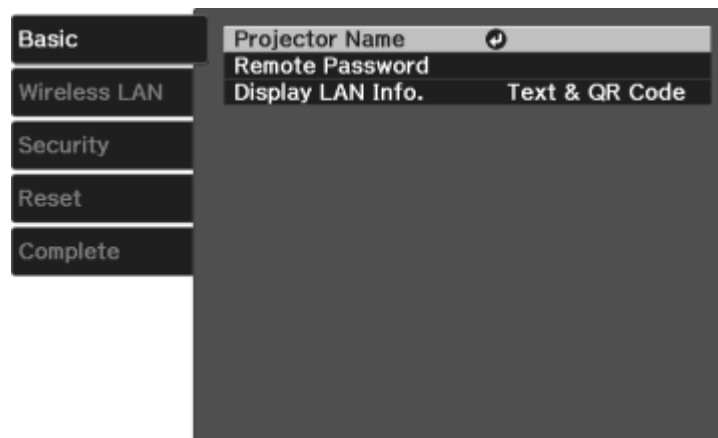 Basic
Wireless LAN
Security
Reset
Complete
Projector Name
Remote Password
Display LAN Info. Text & QR Code